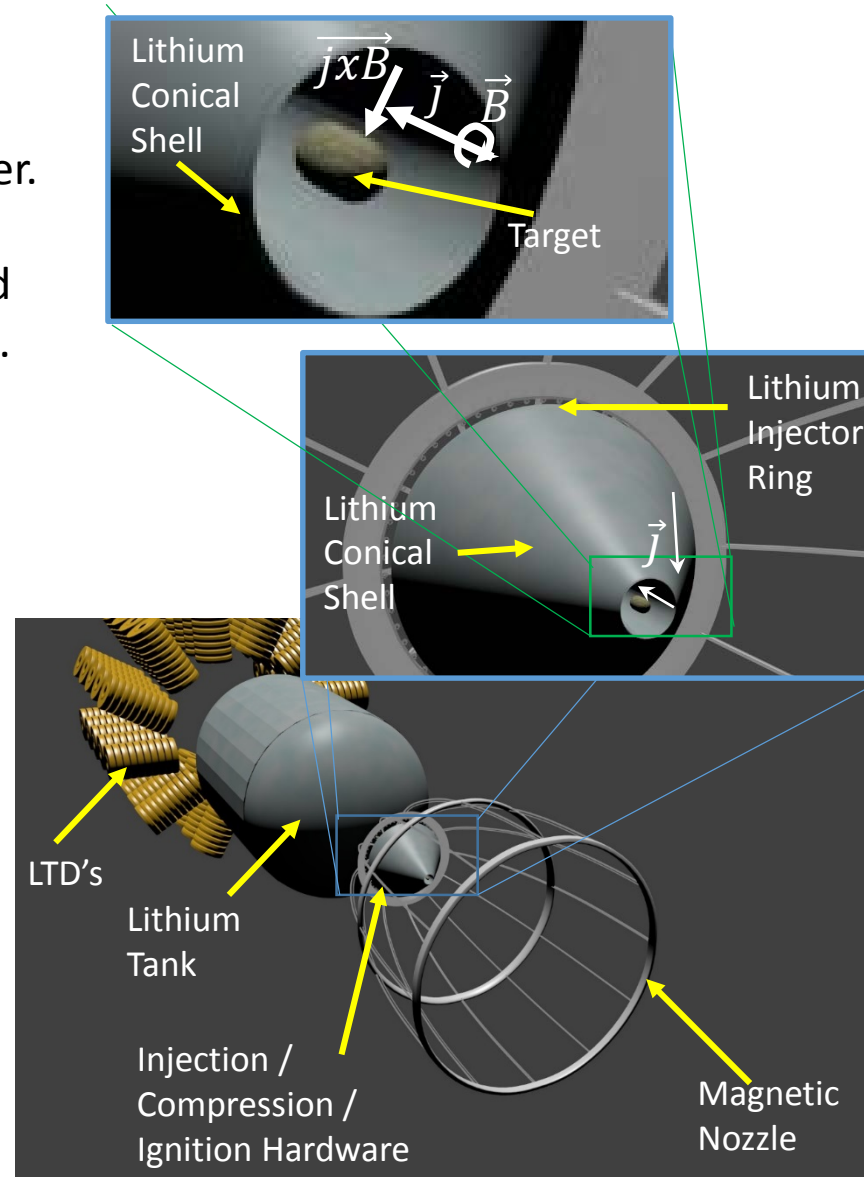 er.
d
.
Lithium
Conical
Shell
j⃗xB⃗
j⃗
B⃗
Target
Lithium
Injector
Ring
Lithium
Conical
Shell
j⃗
LTD's
Lithium
Tank
Injection /
Compression /
Ignition Hardware
Magnetic
Nozzle